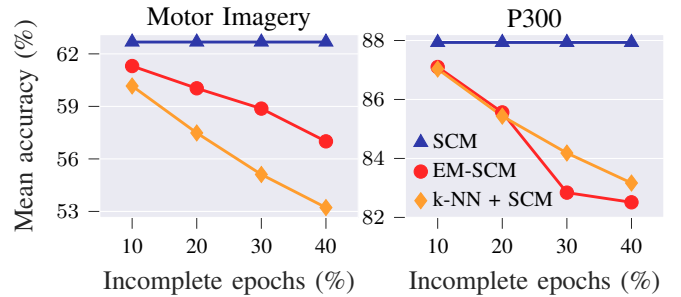 Motor Imagery
Mean accuracy (%)
62
59
56
53
10 20 30 40
Incomplete epochs (%)
P300
88
86
84
82
SCM
EM-SCM
k-NN + SCM
10 20 30 40
Incomplete epochs (%)